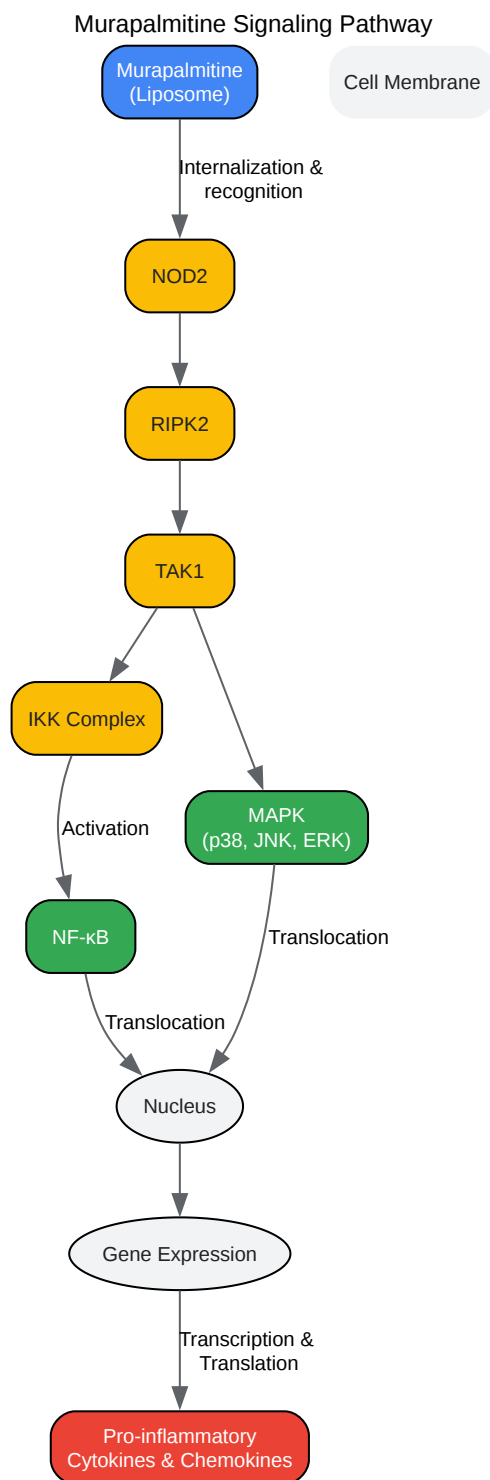 Murapalmitine Signaling Pathway
Murapalmitine
(Liposome)
Cell Membrane
Internalization &
recognition
NOD2
RIPK2
TAK1
IKK Complex
MAPK
(p38, JNK, ERK)
Activation
NF-κB
Translocation
Translocation
Nucleus
Gene Expression
Transcription &
Translation
Pro-inflammatory
Cytokines & Chemokines